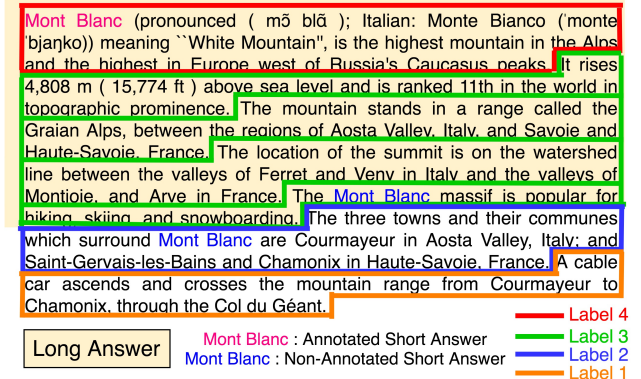 Mont Blanc (pronounced ( mɔ̃ blɑ̃ ); Italian: Monte Bianco (ˈmonte
ˈbjaŋko)) meaning ``White Mountain", is the highest mountain in the Alps
and the highest in Europe west of Russia's Caucasus peaks. It rises
4,808 m ( 15,774 ft ) above sea level and is ranked 11th in the world in
topographic prominence. The mountain stands in a range called the
Graian Alps, between the regions of Aosta Valley, Italy, and Savoie and
Haute-Savoie, France. The location of the summit is on the watershed
line between the valleys of Ferret and Veny in Italy and the valleys of
Montjoie, and Arve in France. The Mont Blanc massif is popular for
hiking, skiing, and snowboarding. The three towns and their communes
which surround Mont Blanc are Courmayeur in Aosta Valley, Italy; and
Saint-Gervais-les-Bains and Chamonix in Haute-Savoie, France. A cable
car ascends and crosses the mountain range from Courmayeur to
Chamonix, through the Col du Géant.
Label 4
Label 3
Label 2
Label 1
Long Answer
Mont Blanc : Annotated Short Answer
Mont Blanc : Non-Annotated Short Answer